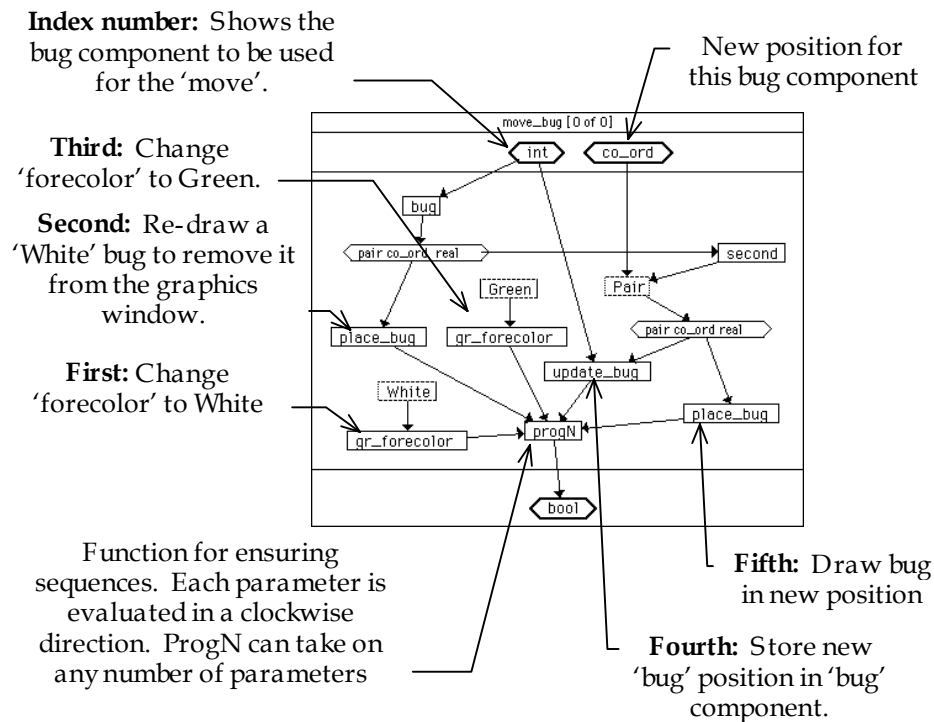 Index number: Shows the
bug component to be used
for the ‘move’.
New position for
this bug component
move_bug [0 of 0]
int
co_ord
Third: Change
‘forecolor’ to Green.
bug
Second: Re-draw a
‘White’ bug to remove it
from the graphics
window.
pair co_ord real
second
Green
Pair
pair co_ord real
place_bug
gr_forecolor
update_bug
First: Change
‘forecolor’ to White
White
place_bug
gr_forecolor
progN
bool
Function for ensuring
sequences. Each parameter is
evaluated in a clockwise
direction. ProgN can take on
any number of parameters
Fifth: Draw bug
in new position
Fourth: Store new
‘bug’ position in ‘bug’
component.